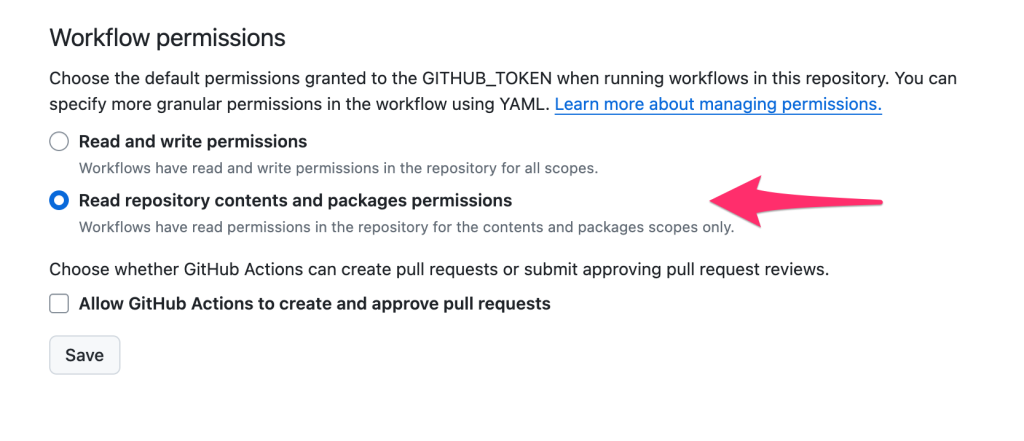 Workflow permissions
Choose the default permissions granted to the GITHUB_TOKEN when running workflows in this repository. You can
specify more granular permissions in the workflow using YAML. Learn more about managing permissions.
Read and write permissions
Workflows have read and write permissions in the repository for all scopes.
Read repository contents and packages permissions
Workflows have read permissions in the repository for the contents and packages scopes only.
Choose whether GitHub Actions can create pull requests or submit approving pull request reviews.
Allow GitHub Actions to create and approve pull requests
Save